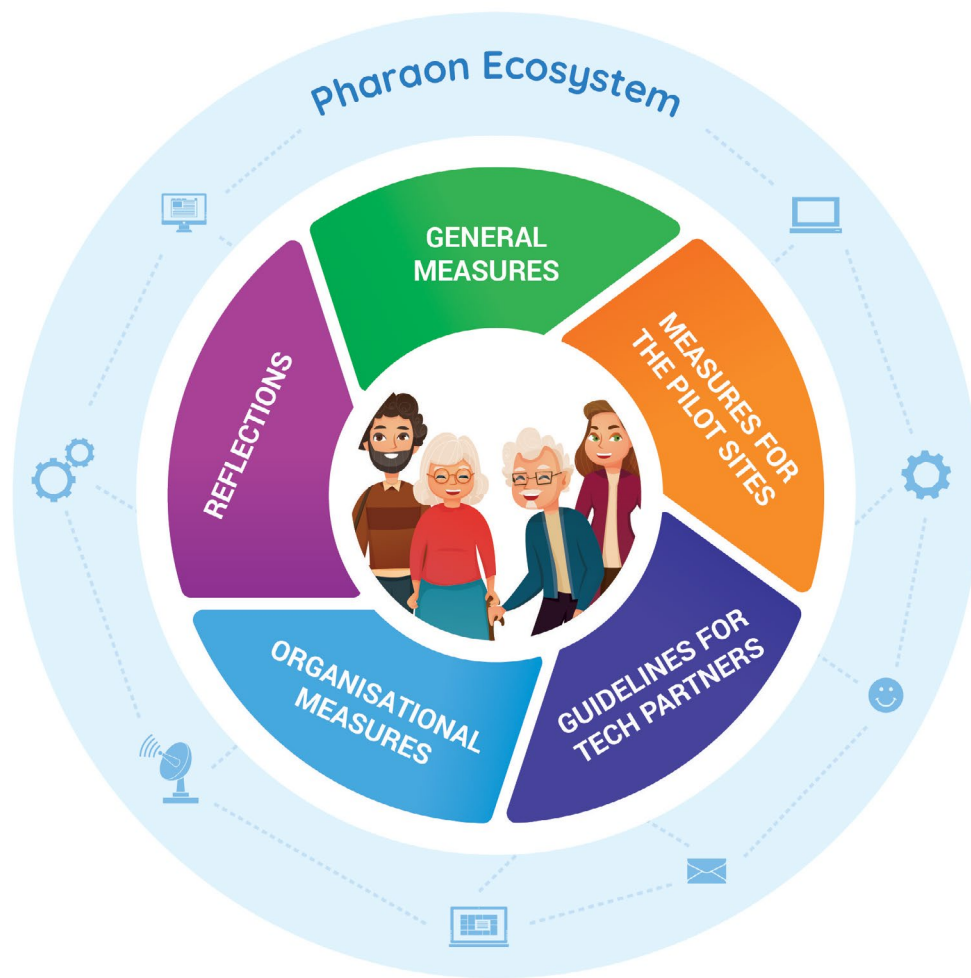 Pharaon Ecosystem
GENERAL
MEASURES
MEASURES FOR
THE PILOT SITES
GUIDELINES FOR
TECH PARTNERS
ORGANISATIONAL
MEASURES
REFLECTIONS